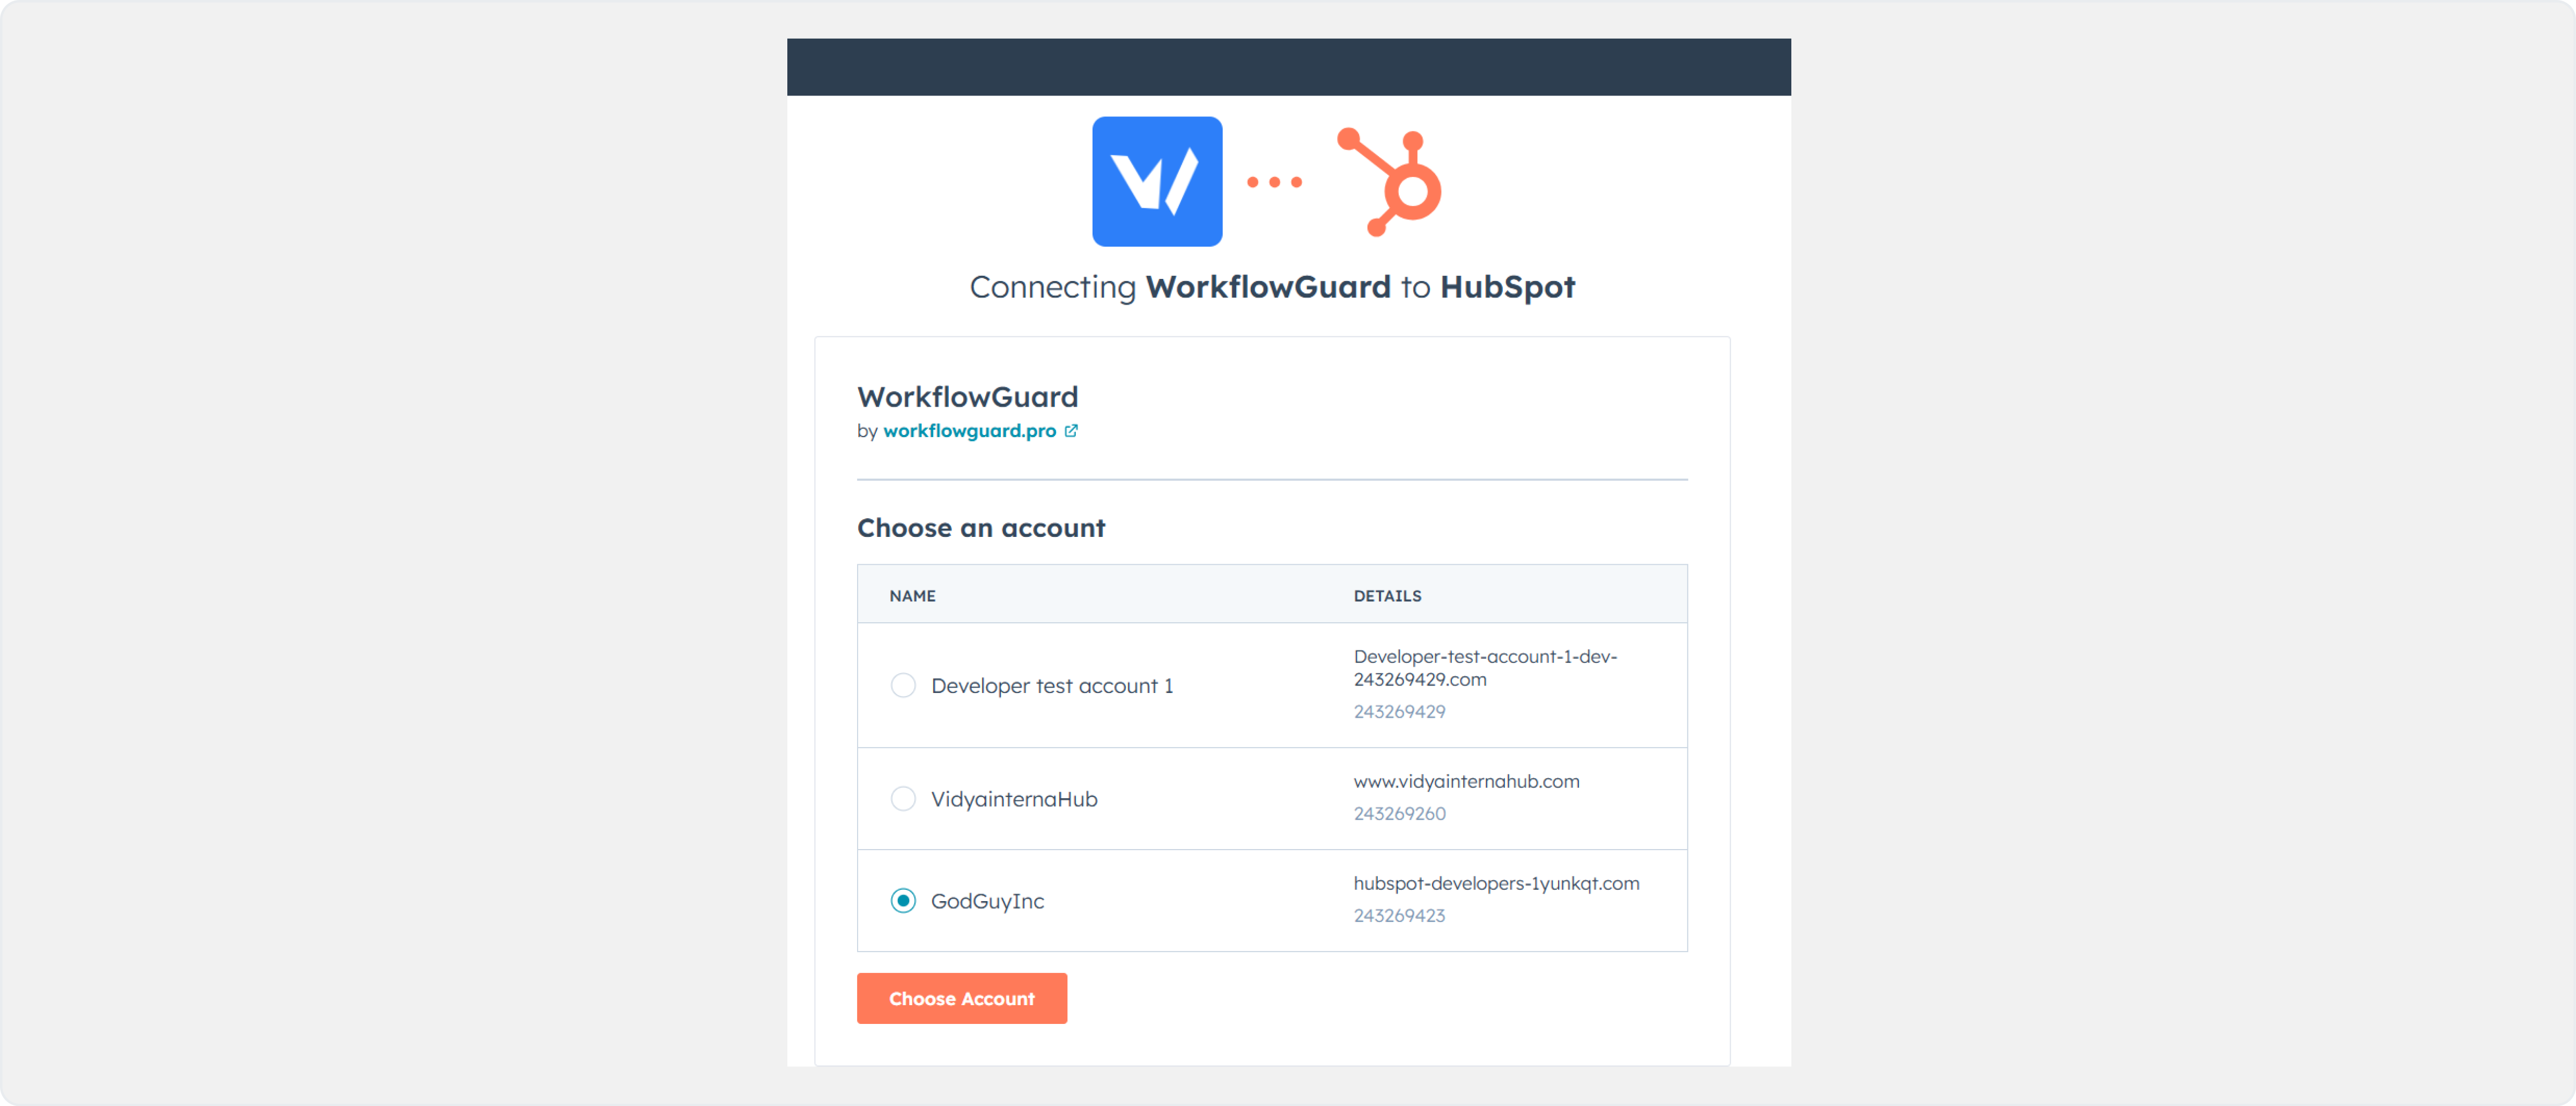 Connecting WorkflowGuard to HubSpot
WorkflowGuard
by workflowguard.pro
Choose an account
NAME DETAILS
Developer test account 1
Developer-test-account-1-dev-
243269429.com
243269429
VidyainternaHub
www.vidyainternahub.com
243269260
GodGuyInc
hubspot-developers-1yunkqt.com
243269423
Choose Account